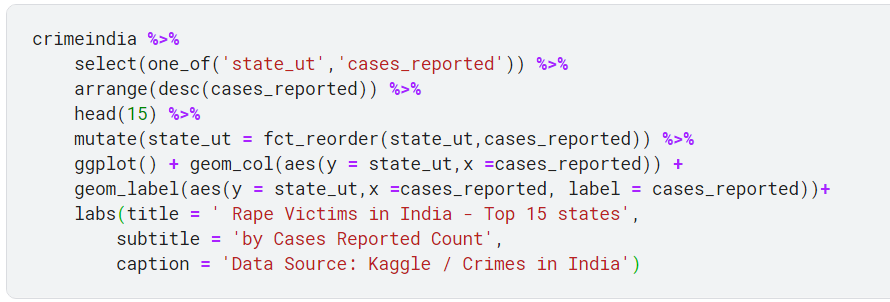 crimeindia %>%
    select(one_of('state_ut','cases_reported')) %>%
    arrange(desc(cases_reported)) %>%
    head(15) %>%
    mutate(state_ut = fct_reorder(state_ut,cases_reported)) %>%
    ggplot() + geom_col(aes(y = state_ut,x =cases_reported)) +
    geom_label(aes(y = state_ut,x =cases_reported, label = cases_reported))+
    labs(title = ' Rape Victims in India - Top 15 states',
        subtitle = 'by Cases Reported Count',
        caption = 'Data Source: Kaggle / Crimes in India')